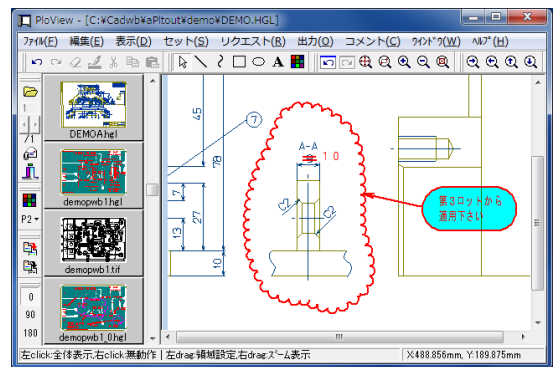 PloView - [C:¥Cadwb¥aPltout¥demo¥DEMO.HGL]
ファイル(F) 編集(E) 表示(D) セット(S) リクエスト(R) 出力(O) コメント(C) ウインドウ(W) ヘルプ(H)
A
1
/1
P2
0
90
180
DEMOA.hgl
demopwb1.hgl
demopwb1.tif
demopwb1_0.hgl
45
7
78
A-A
10
7
27
13
10
C2
C2
第3ロットから
適用下さい
左click:全体表示,右click:無動作
左drag:領域設定,右drag:ズーム表示
X:488.856mm, Y:189.875mm